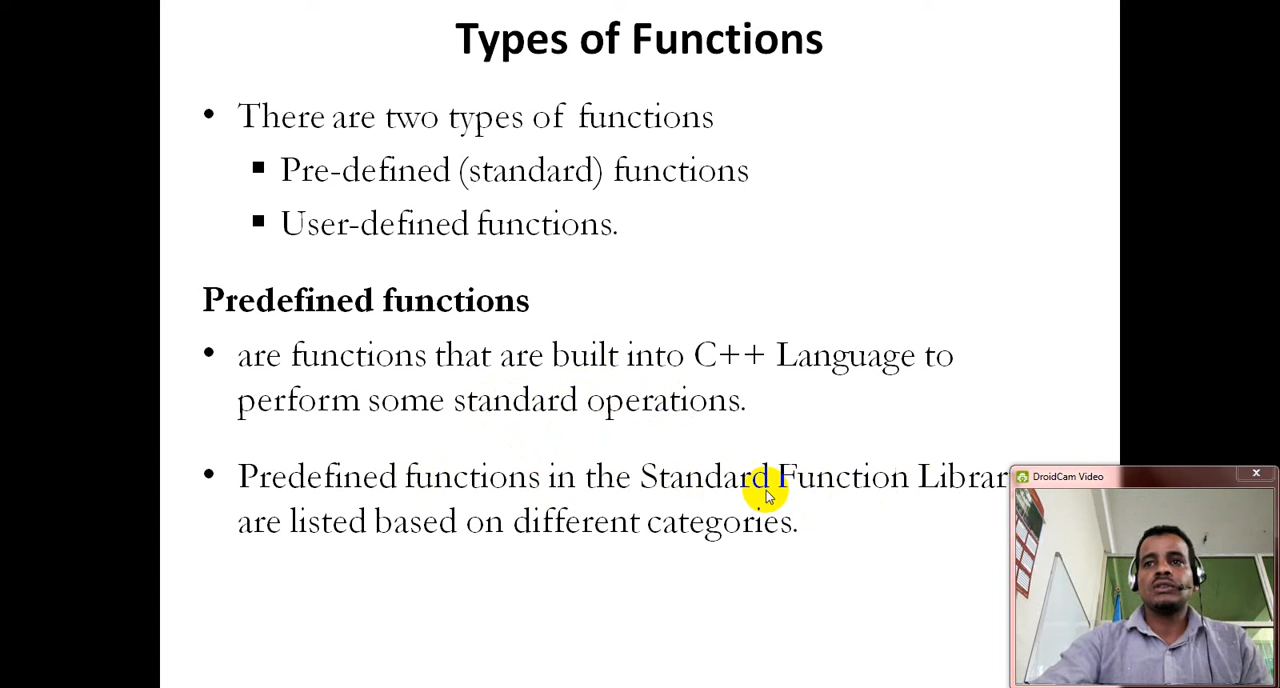 Types of Functions
• There are two types of functions
▪ Pre-defined (standard) functions
▪ User-defined functions.
Predefined functions
• are functions that are built into C++ Language to
perform some standard operations.
• Predefined functions in the Standard Function Librar
are listed based on different categories.
DroidCam Video